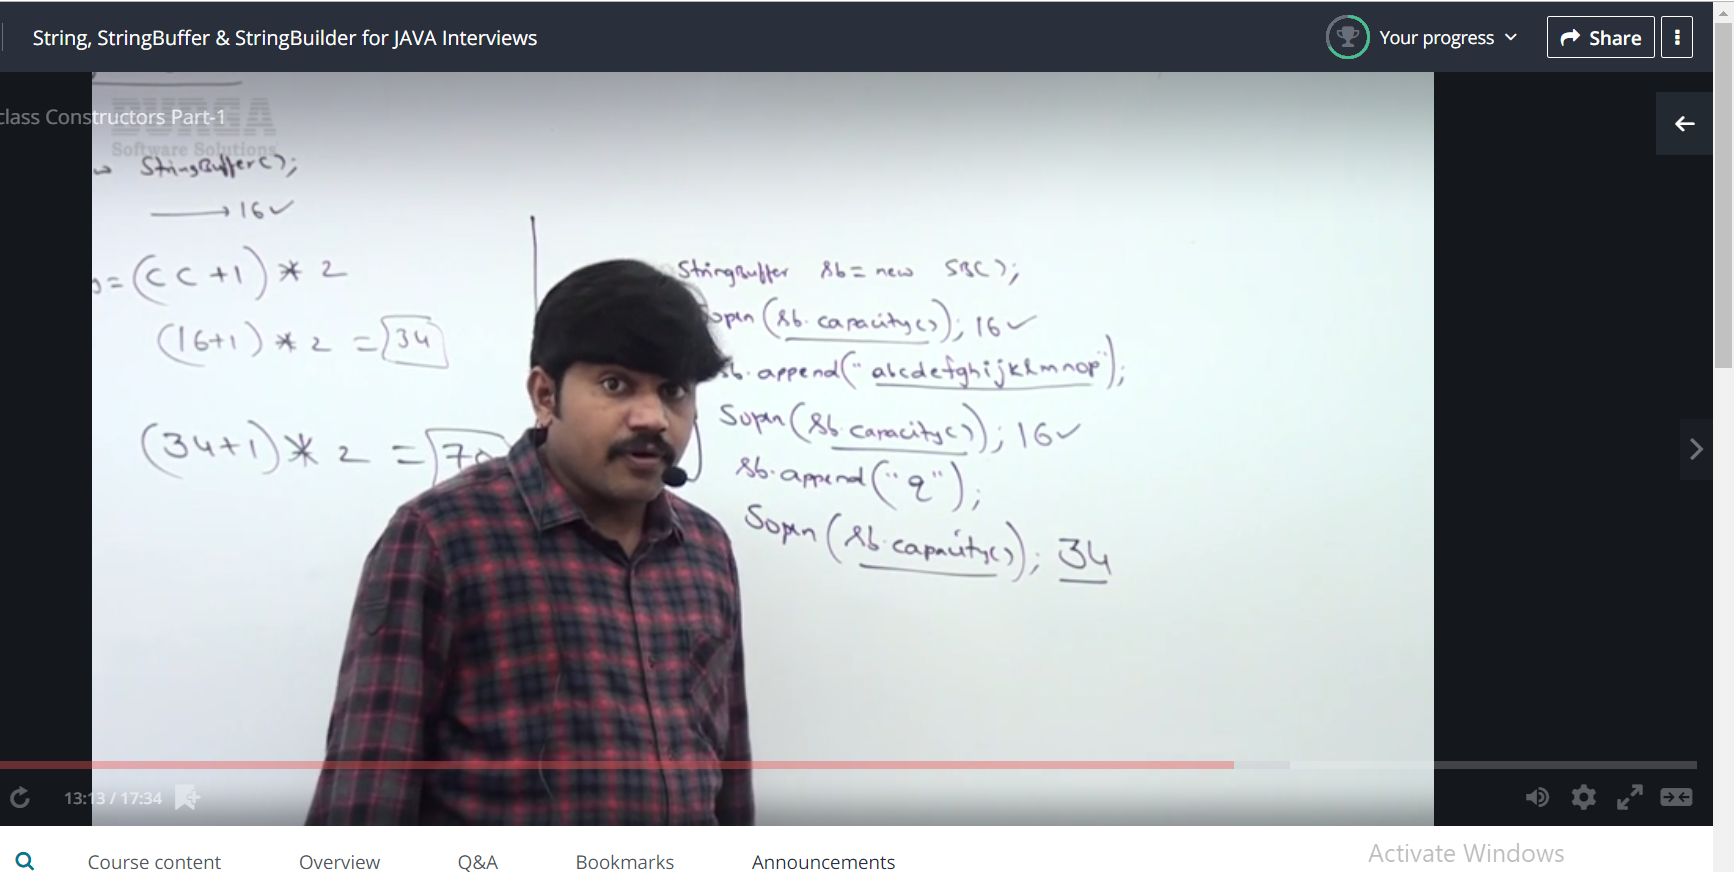 String, StringBuffer & StringBuilder for JAVA Interviews
Your progress
Share
class Constructors Part-1
DURGA
Software Solutions
StringBuffer();
→ 16 ✓
= (CC+1) * 2
(16+1) * 2 = 34
(34+1) * 2 = 70
StringBuffer sb = new SB();
Sopln (sb.capacity()); 16 ✓
sb.append("abcdefghijklmnop");
Sopln (sb.capacity()); 16 ✓
sb.append("q");
Sopln (sb.capacity()); 34
13:13 / 17:34
Course content
Overview
Q&A
Bookmarks
Announcements
Activate Windows